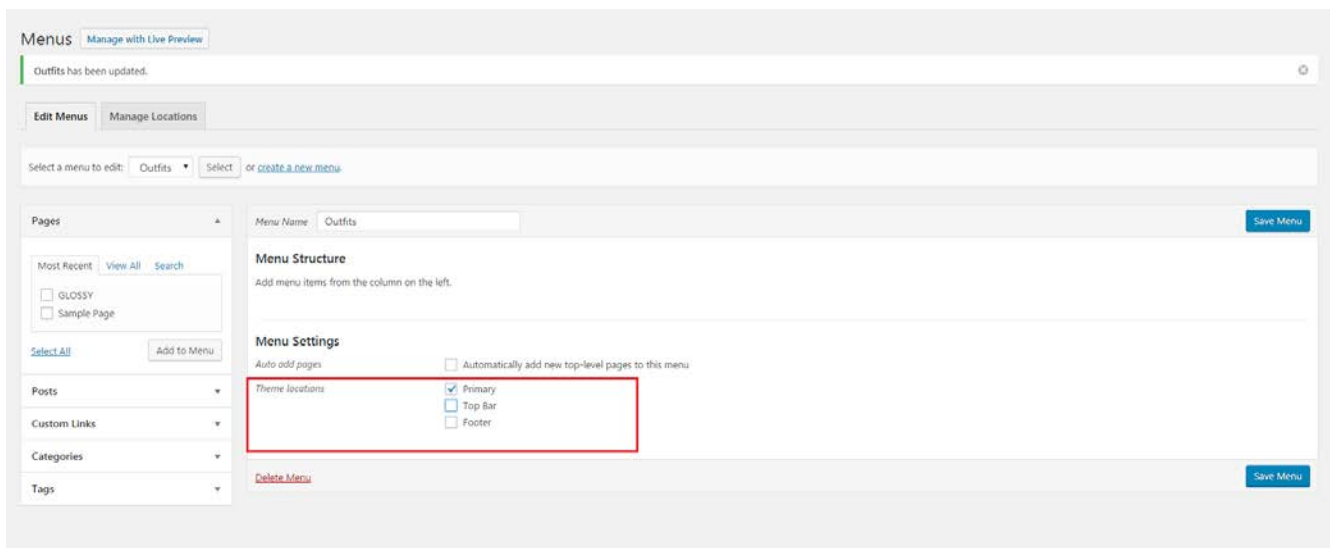 Menus Manage with Live Preview
Outfits has been updated.
Edit Menus Manage Locations
Select a menu to edit: Outfits Select or create a new menu.
Pages
Most Recent View All Search
GLOSSY
Sample Page
Select All Add to Menu
Posts
Custom Links
Categories
Tags
Menu Name Outfits Save Menu
Menu Structure
Add menu items from the column on the left.
Menu Settings
Auto add pages Automatically add new top-level pages to this menu
Theme locations Primary
Top Bar
Footer
Delete Menu Save Menu